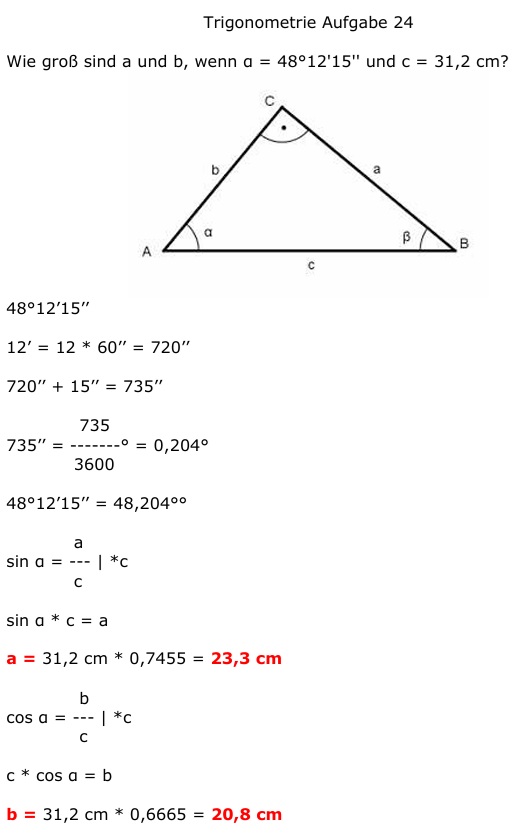 Trigonometrie Aufgabe 24
Wie groß sind a und b, wenn α = 48°12'15'' und c = 31,2 cm?
C
b
a
α
β
A
B
c
48°12′15′′
12′ = 12 * 60′′ = 720′′
720′′ + 15′′ = 735′′
735
735′′ = -------° = 0,204°
3600
48°12′15′′ = 48,204°°
a
sin α = --- | *c
c
sin α * c = a
a = 31,2 cm * 0,7455 = 23,3 cm
b
cos α = --- | *c
c
c * cos α = b
b = 31,2 cm * 0,6665 = 20,8 cm